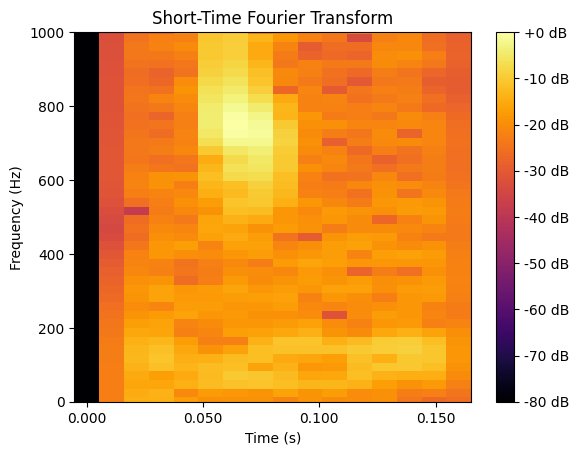 Short-Time Fourier Transform
1000
800
600
400
200
0
Frequency (Hz)
0.000
0.050
0.100
0.150
Time (s)
+0 dB
-10 dB
-20 dB
-30 dB
-40 dB
-50 dB
-60 dB
-70 dB
-80 dB